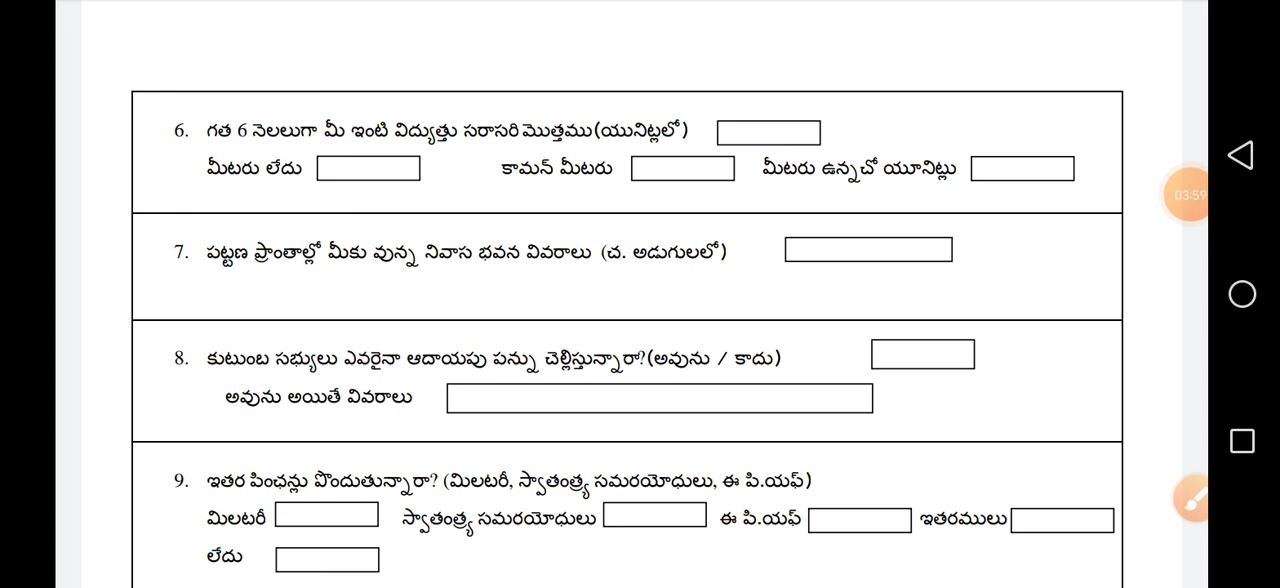 6. గత 6 నెలలుగా మీ ఇంటి విద్యుత్తు సరాసరి మొత్తము(యునిట్లలో)
మీటరు లేదు కామన్ మీటరు మీటరు ఉన్నచో యూనిట్లు
03:59
7. పట్టణ ప్రాంతాల్లో మీకు వున్న నివాస భవన వివరాలు (చ. అడుగులలో)
8. కుటుంబ సభ్యులు ఎవరైనా ఆదాయపు పన్ను చెల్లిస్తున్నారా?(అవును / కాదు)
అవును అయితే వివరాలు
9. ఇతర పింఛన్లు పొందుతున్నారా? (మిలటరీ, స్వాతంత్ర్య సమరయోధులు, ఈ పి.యఫ్)
మిలటరీ స్వాతంత్ర్య సమరయోధులు ఈ పి.యఫ్ ఇతరములు
లేదు